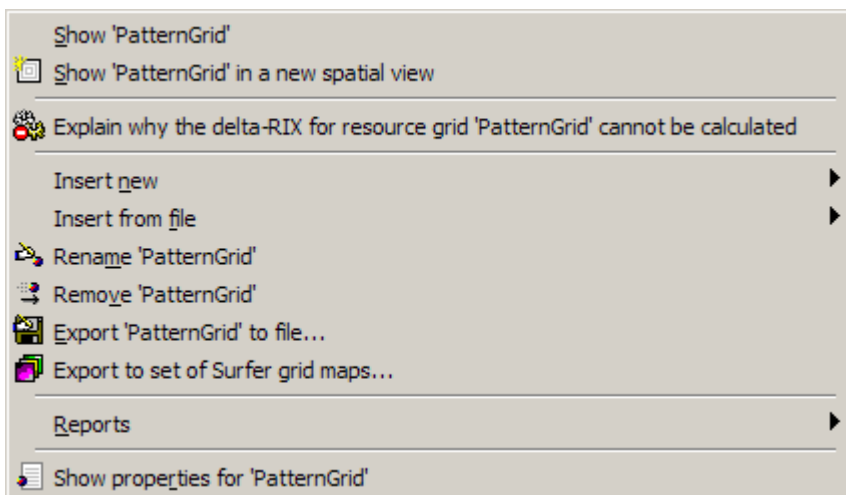 Show 'PatternGrid'
Show 'PatternGrid' in a new spatial view
Explain why the delta-RIX for resource grid 'PatternGrid' cannot be calculated
Insert new
Insert from file
Rename 'PatternGrid'
Remove 'PatternGrid'
Export 'PatternGrid' to file...
Export to set of Surfer grid maps...
Reports
Show properties for 'PatternGrid'